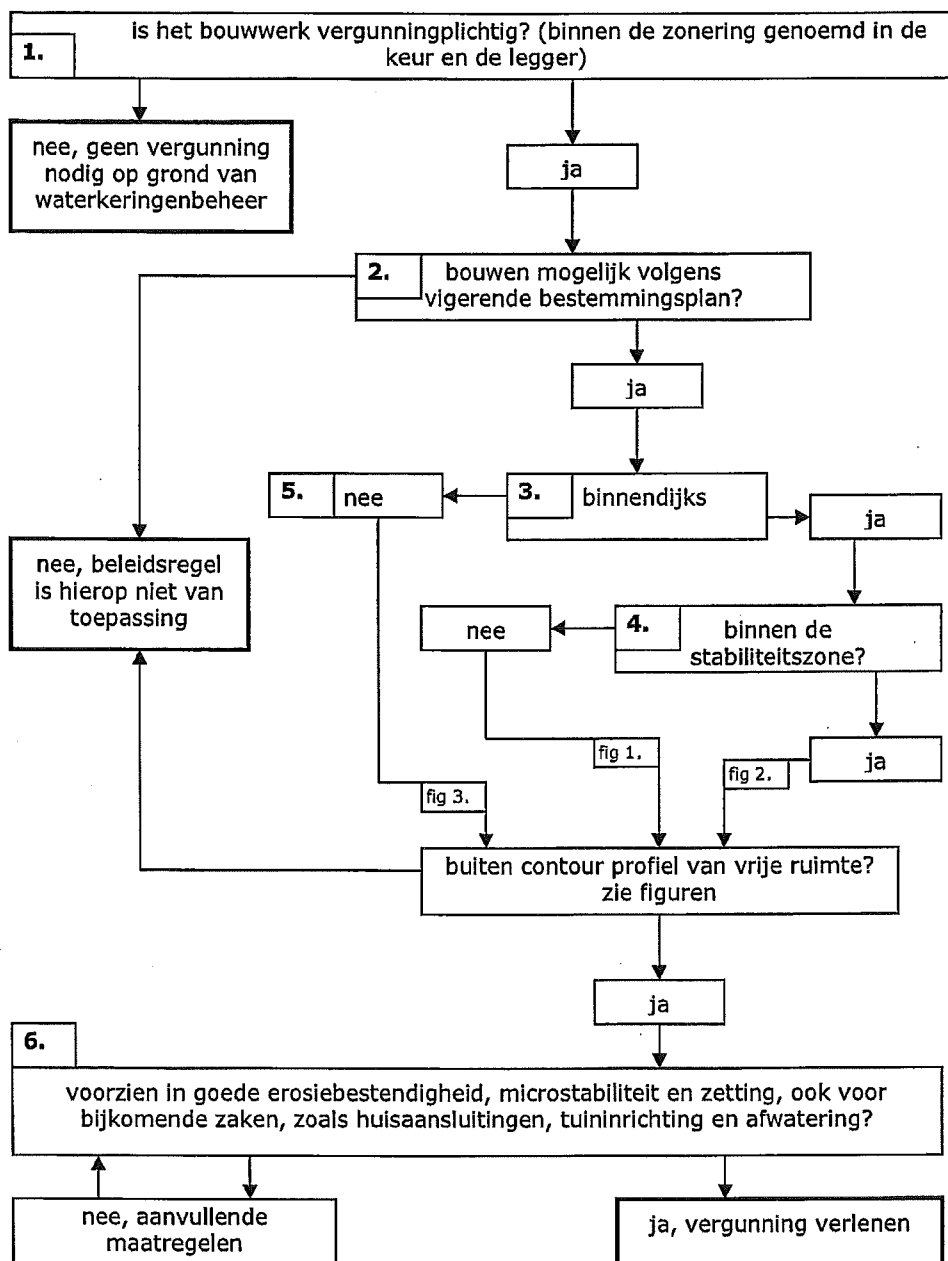 1.
is het bouwwerk vergunningplichtig? (binnen de zonering genoemd in de
keur en de legger)
nee, geen vergunning
nodig op grond van
waterkeringenbeheer
ja
2.
bouwen mogelijk volgens
vigerende bestemmingsplan?
ja
5.
nee
3.
binnendijks
ja
nee, beleidsregel
is hierop niet van
toepassing
nee
4.
binnen de
stabiliteitszone?
fig 1.
ja
fig 2.
fig 3.
buiten contour profiel van vrije ruimte?
zie figuren
ja
6.
voorzien in goede erosiebestendigheid, microstabiliteit en zetting, ook voor
bijkomende zaken, zoals huisaansluitingen, tuininrichting en afwatering?
nee, aanvullende
maatregelen
ja, vergunning verlenen